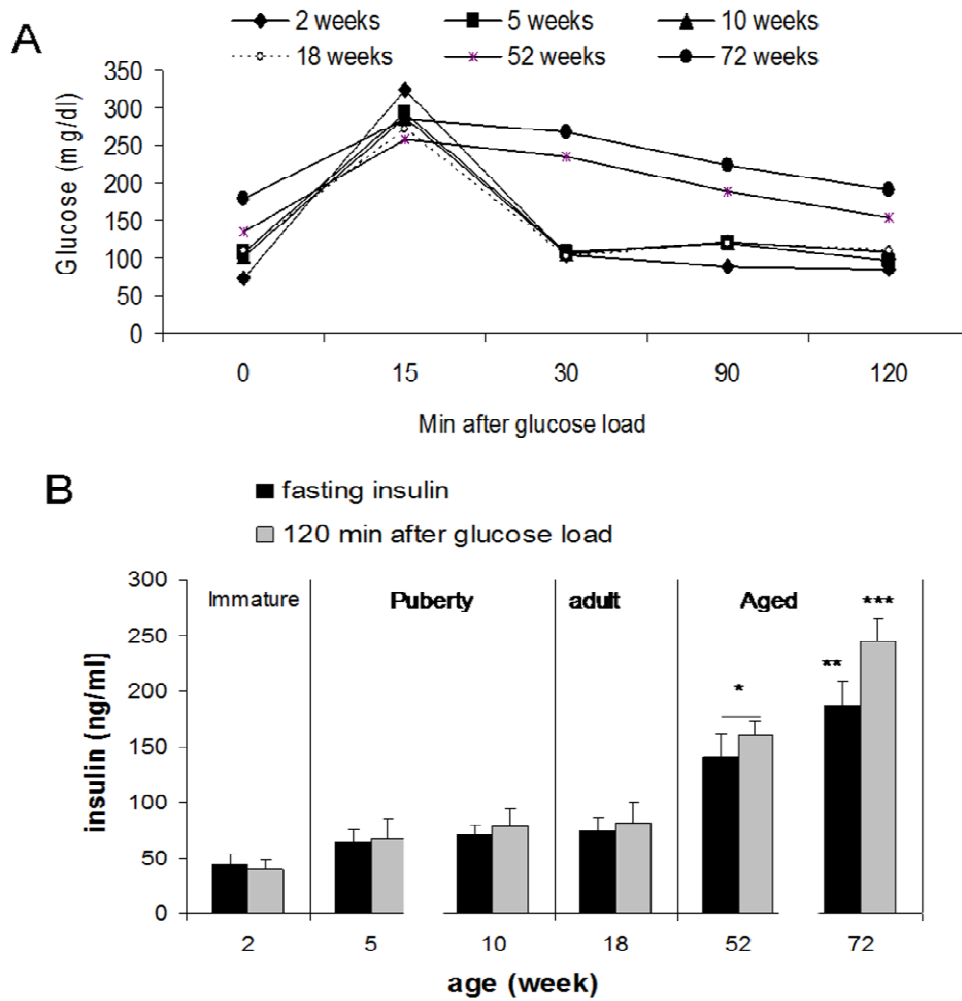 A
2 weeks 5 weeks 10 weeks
18 weeks 52 weeks 72 weeks
Glucose (mg/dl)
350
300
250
200
150
100
50
0
0 15 30 90 120
Min after glucose load
B
fasting insulin
120 min after glucose load
insulin (ng/ml)
300
250
200
150
100
50
0
Immature Puberty adult Aged
*
**
***
2 5 10 18 52 72
age (week)